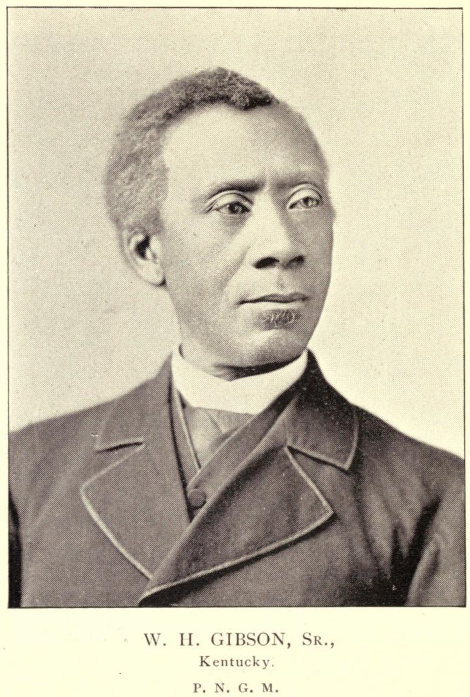 W. H. GIBSON, SR.,
Kentucky.
P. N. G. M.